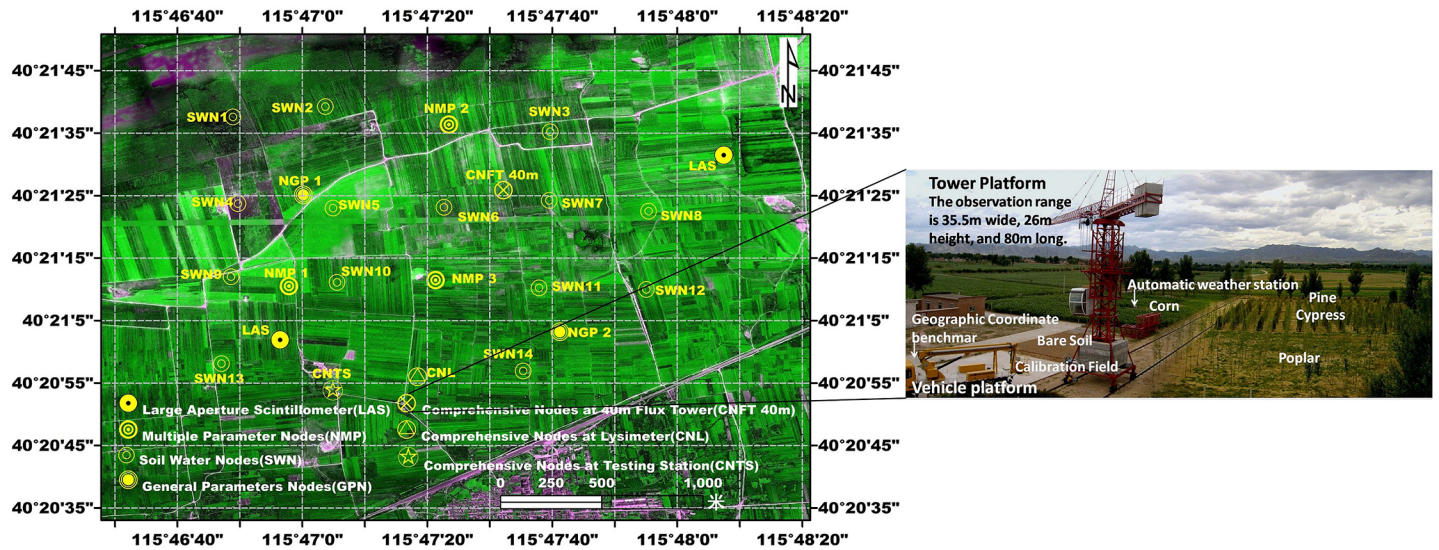 115°46'40" 115°47'0" 115°47'20" 115°47'40" 115°48'0" 115°48'20"
40°21'45" 40°21'45"
SWN1 SWN2 NMP 2 SWN3
40°21'35" 40°21'35"
LAS
NGP 1 CNFT 40m
40°21'25" 40°21'25"
SWN4 SWN5 SWN6 SWN7 SWN8
40°21'15" 40°21'15"
SWN9 NMP 1 SWN10 NMP 3 SWN11 SWN12
40°21'5" 40°21'5"
LAS NGP 2
SWN14
SWN13 CNTS CNL
40°20'55" 40°20'55"
Large Aperture Scintillometer(LAS) Comprehensive Nodes at 40m Flux Tower(CNFT 40m)
Multiple Parameter Nodes(NMP) Comprehensive Nodes at Lysimeter(CNL)
40°20'45" 40°20'45"
Soil Water Nodes(SWN) Comprehensive Nodes at Testing Station(CNTS)
General Parameters Nodes(GPN)
0 250 500 1,000
米
40°20'35" 40°20'35"
115°46'40" 115°47'0" 115°47'20" 115°47'40" 115°48'0" 115°48'20"
N
Tower Platform
The observation range
is 35.5m wide, 26m
height, and 80m long.
Automatic weather station
Corn
Pine
Cypress
Geographic Coordinate
benchmar
Bare Soil
Poplar
Calibration Field
Vehicle platform